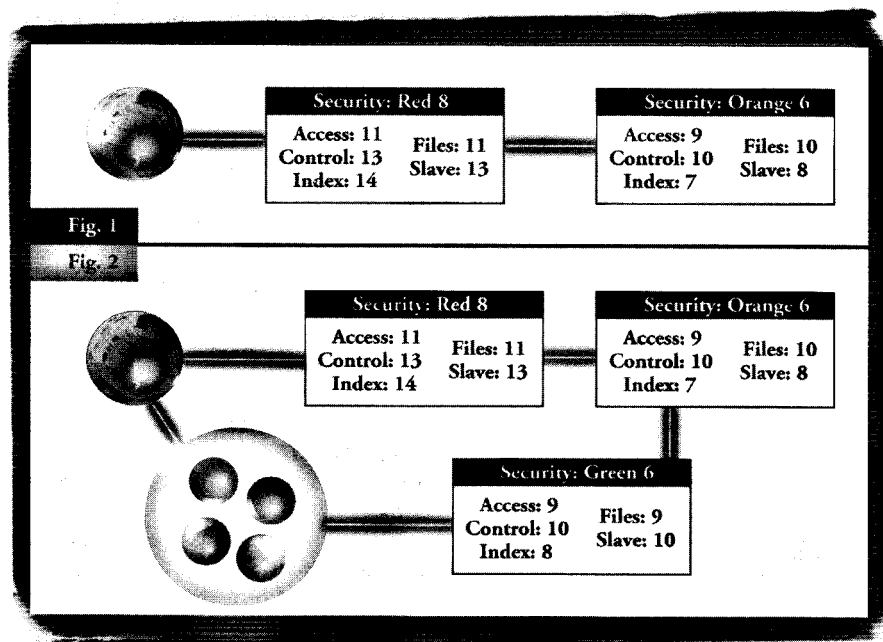 Security: Red 8
Access: 11
Control: 13
Index: 14
Files: 11
Slave: 13
Security: Orange 6
Access: 9
Control: 10
Index: 7
Files: 10
Slave: 8
Fig. 1
Fig. 2
Security: Red 8
Access: 11
Control: 13
Index: 14
Files: 11
Slave: 13
Security: Orange 6
Access: 9
Control: 10
Index: 7
Files: 10
Slave: 8
Security: Green 6
Access: 9
Control: 10
Index: 8
Files: 9
Slave: 10